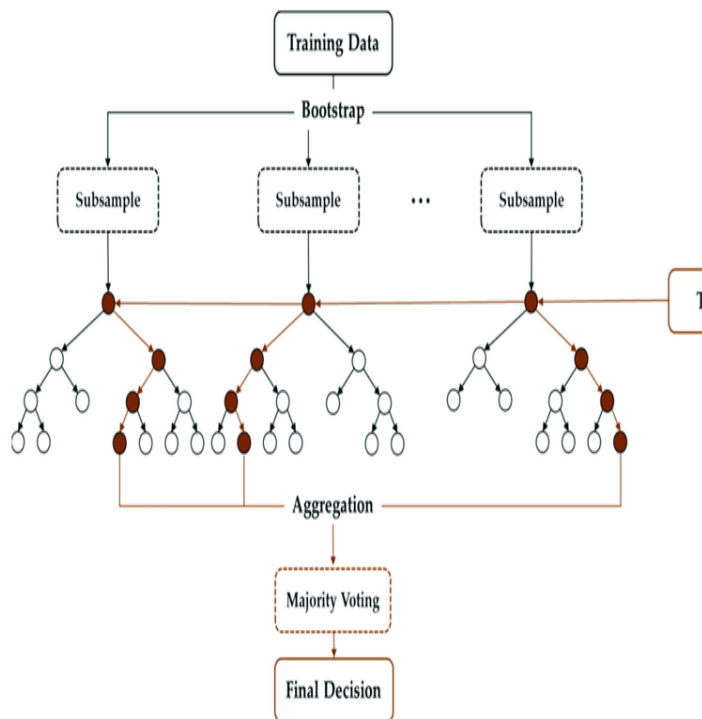 Training Data
Bootstrap
Subsample
Subsample
...
Subsample
T
Aggregation
Majority Voting
Final Decision